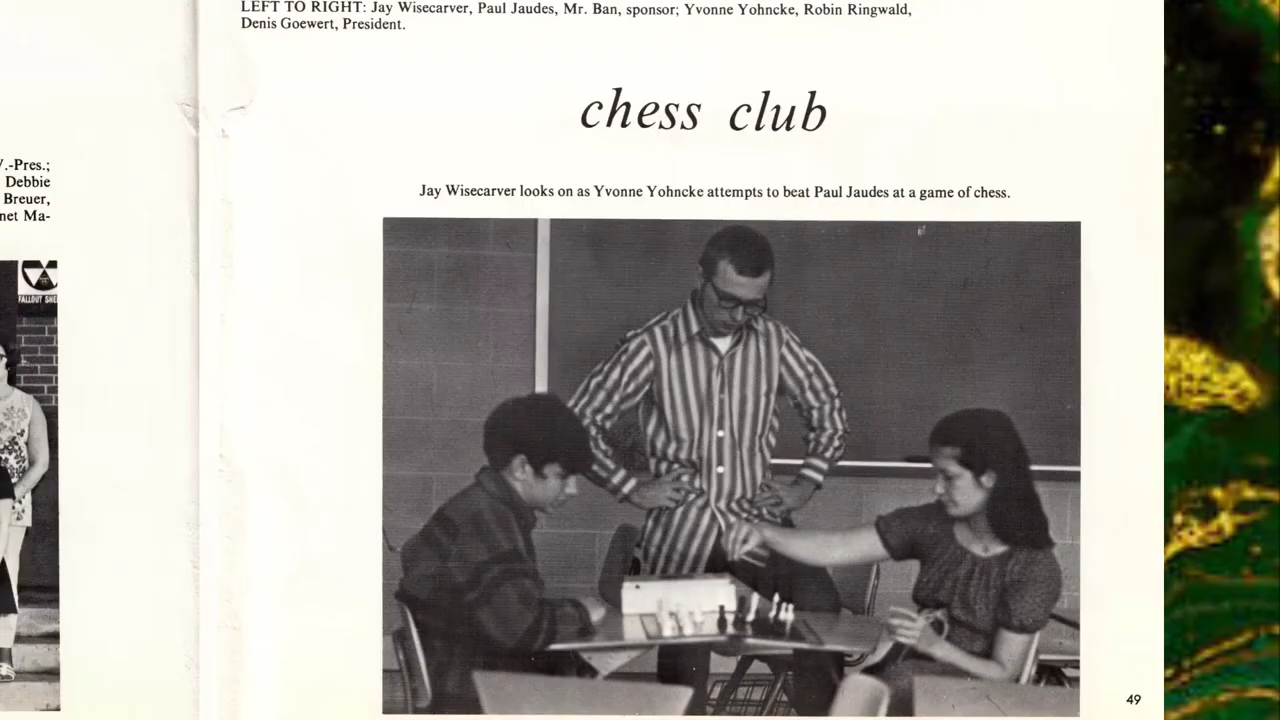 LEFT TO RIGHT: Jay Wisecarver, Paul Jaudes, Mr. Ban, sponsor; Yvonne Yohncke, Robin Ringwald,
Denis Goewert, President.
chess club
Jay Wisecarver looks on as Yvonne Yohncke attempts to beat Paul Jaudes at a game of chess.
.-Pres.;
Debbie
Breuer,
net Ma-
FALLOUT SHE
49